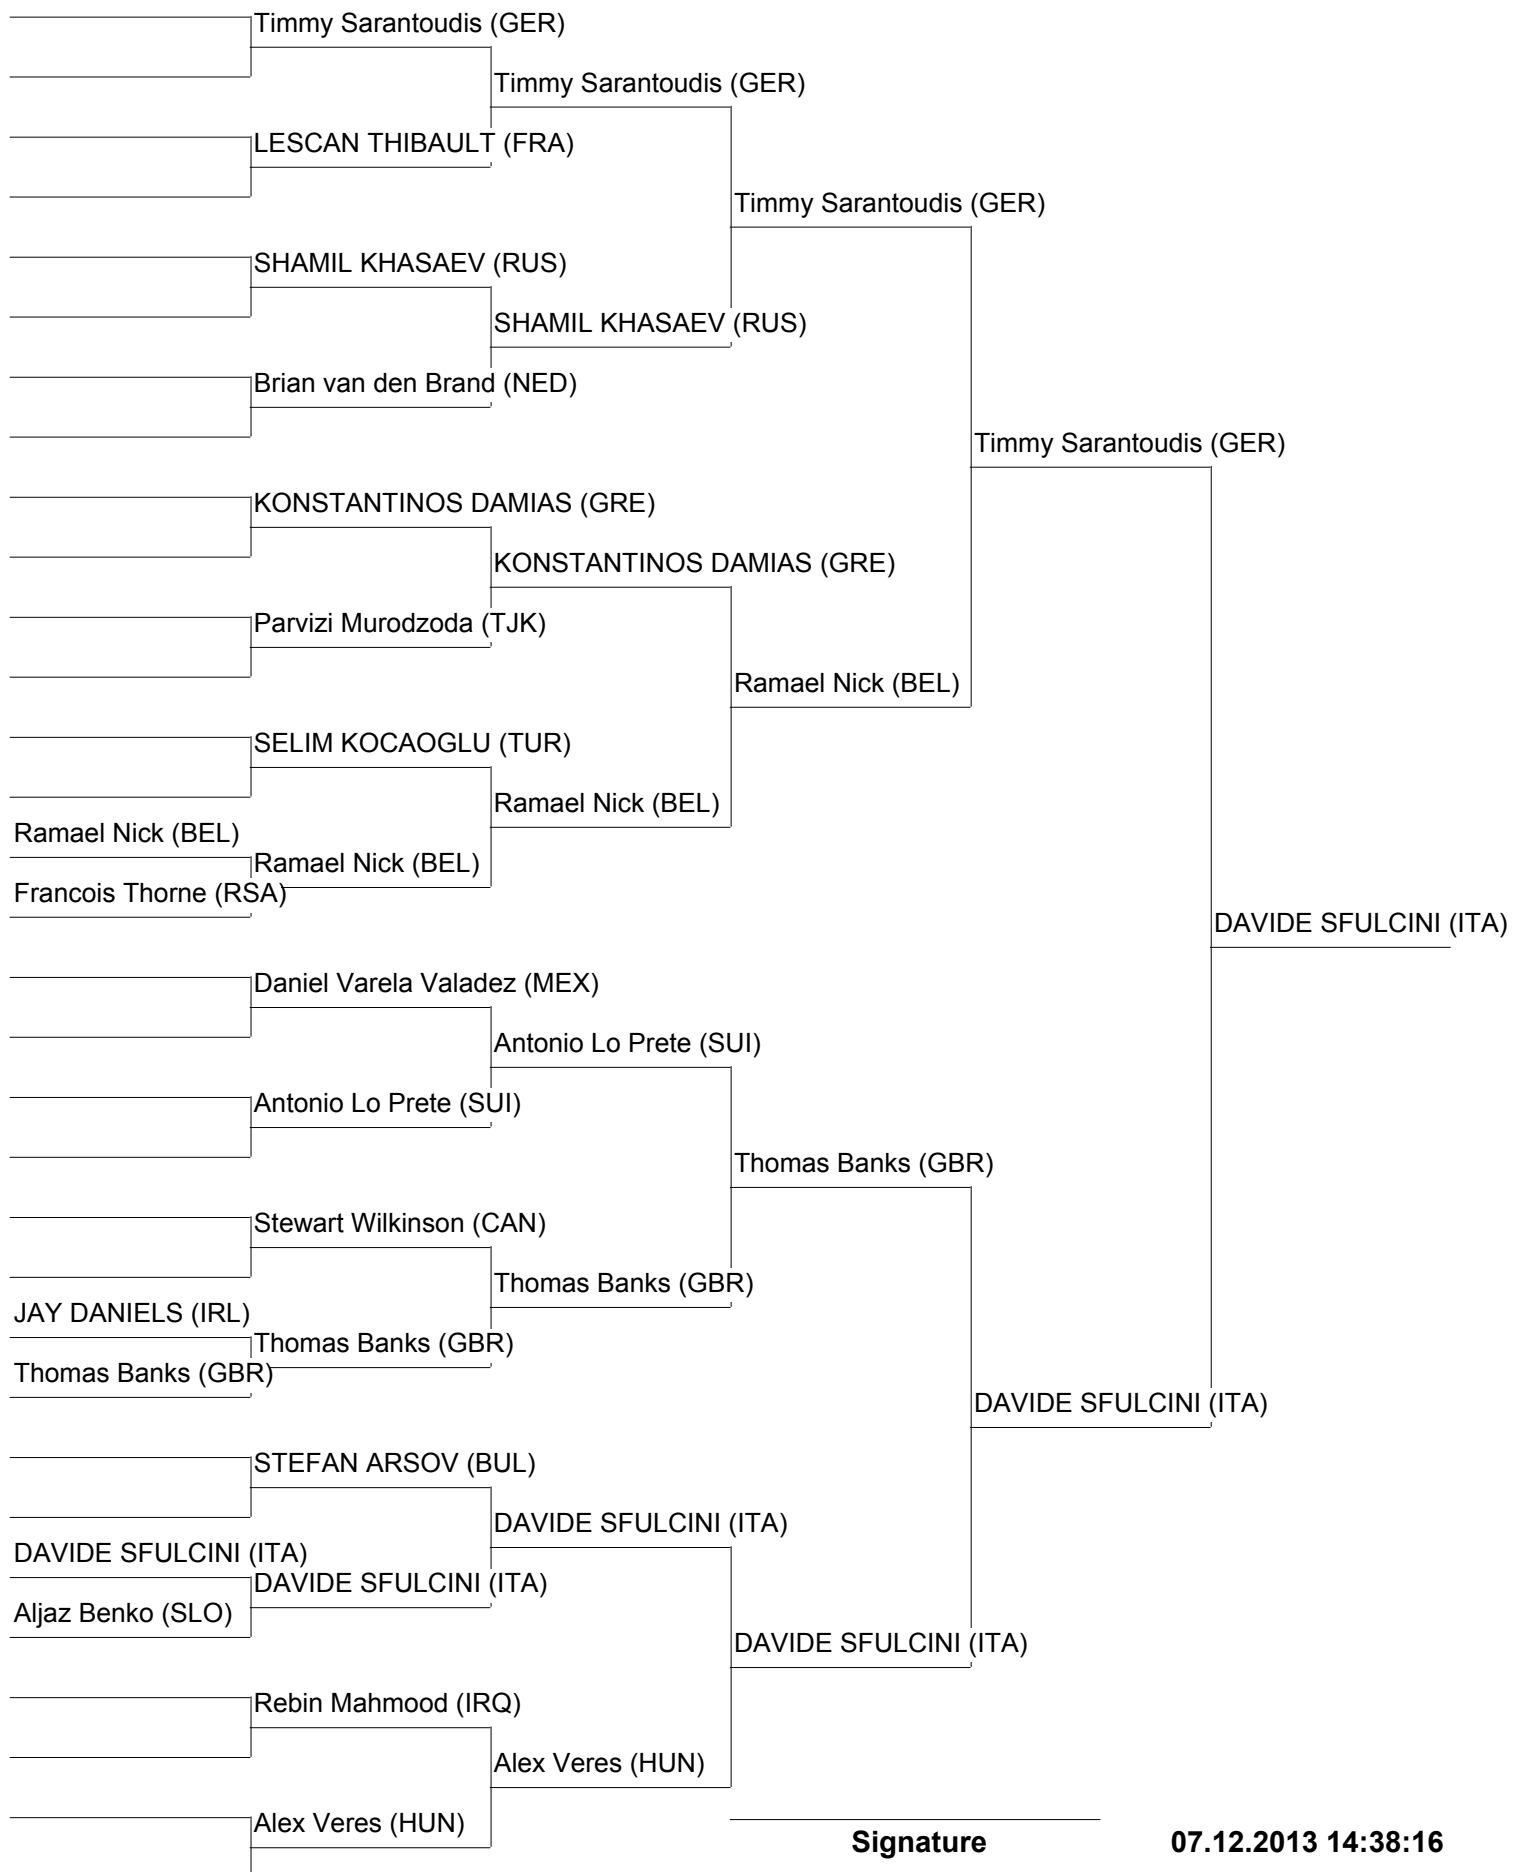 Timmy Sarantoudis (GER)
Timmy Sarantoudis (GER)
LESCAN THIBAULT (FRA)
Timmy Sarantoudis (GER)
SHAMIL KHASAEV (RUS)
SHAMIL KHASAEV (RUS)
Brian van den Brand (NED)
Timmy Sarantoudis (GER)
KONSTANTINOS DAMIAS (GRE)
KONSTANTINOS DAMIAS (GRE)
Parvizi Murodzoda (TJK)
Ramael Nick (BEL)
SELIM KOCAOGLU (TUR)
Ramael Nick (BEL)
Ramael Nick (BEL)
Ramael Nick (BEL)
Francois Thorne (RSA)
DAVIDE SFULCINI (ITA)
Daniel Varela Valadez (MEX)
Antonio Lo Prete (SUI)
Antonio Lo Prete (SUI)
Thomas Banks (GBR)
Stewart Wilkinson (CAN)
Thomas Banks (GBR)
JAY DANIELS (IRL)
Thomas Banks (GBR)
Thomas Banks (GBR)
DAVIDE SFULCINI (ITA)
STEFAN ARSOV (BUL)
DAVIDE SFULCINI (ITA)
DAVIDE SFULCINI (ITA)
DAVIDE SFULCINI (ITA)
Aljaz Benko (SLO)
DAVIDE SFULCINI (ITA)
Rebin Mahmood (IRQ)
Alex Veres (HUN)
Alex Veres (HUN)
Signature 07.12.2013 14:38:16